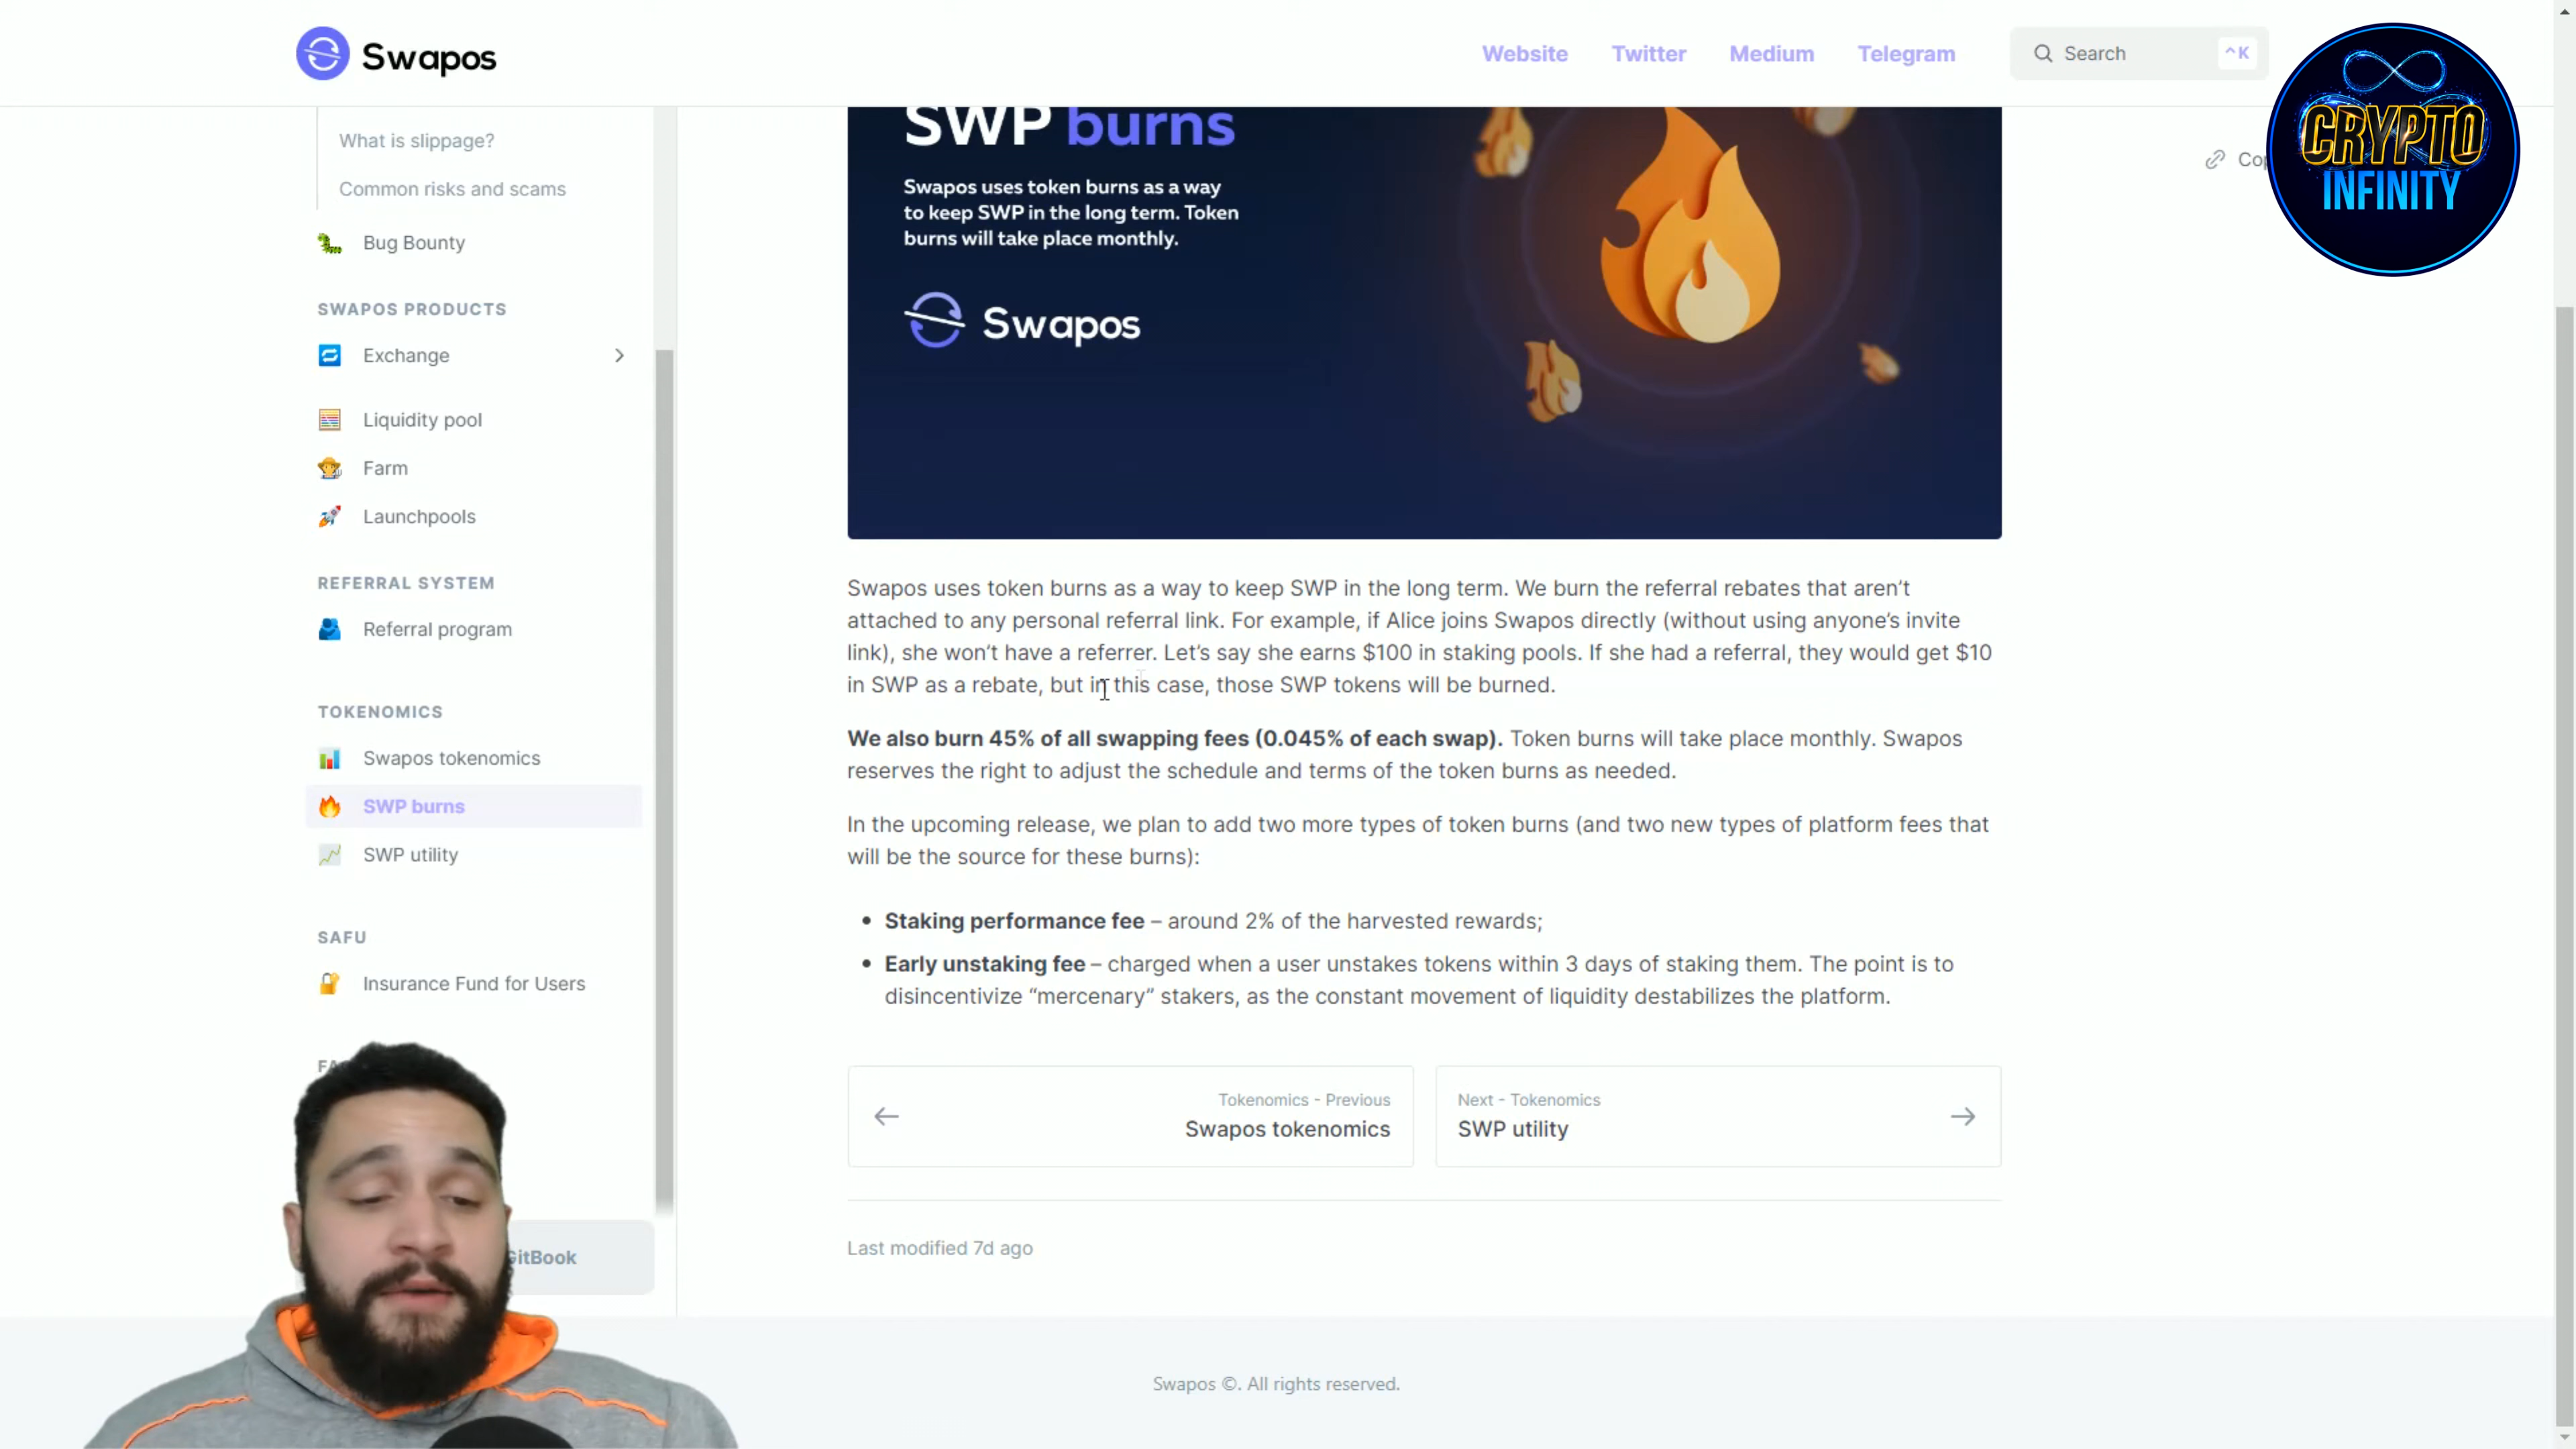 Swapos
Website
Twitter
Medium
Telegram
Search
^K
CRYPTO
INFINITY
What is slippage?
Common risks and scams
Bug Bounty
SWAPOS PRODUCTS
Exchange
Liquidity pool
Farm
Launchpools
REFERRAL SYSTEM
Referral program
TOKENOMICS
Swapos tokenomics
SWP burns
SWP utility
SAFU
Insurance Fund for Users
GitBook
SWP burns
Swapos uses token burns as a way
to keep SWP in the long term. Token
burns will take place monthly.
Swapos
Swapos uses token burns as a way to keep SWP in the long term. We burn the referral rebates that aren’t
attached to any personal referral link. For example, if Alice joins Swapos directly (without using anyone’s invite
link), she won’t have a referrer. Let’s say she earns $100 in staking pools. If she had a referral, they would get $10
in SWP as a rebate, but in this case, those SWP tokens will be burned.
We also burn 45% of all swapping fees (0.045% of each swap). Token burns will take place monthly. Swapos
reserves the right to adjust the schedule and terms of the token burns as needed.
In the upcoming release, we plan to add two more types of token burns (and two new types of platform fees that
will be the source for these burns):
• Staking performance fee – around 2% of the harvested rewards;
• Early unstaking fee – charged when a user unstakes tokens within 3 days of staking them. The point is to
disincentivize “mercenary” stakers, as the constant movement of liquidity destabilizes the platform.
Tokenomics - Previous
Swapos tokenomics
Next - Tokenomics
SWP utility
Last modified 7d ago
Swapos ©. All rights reserved.